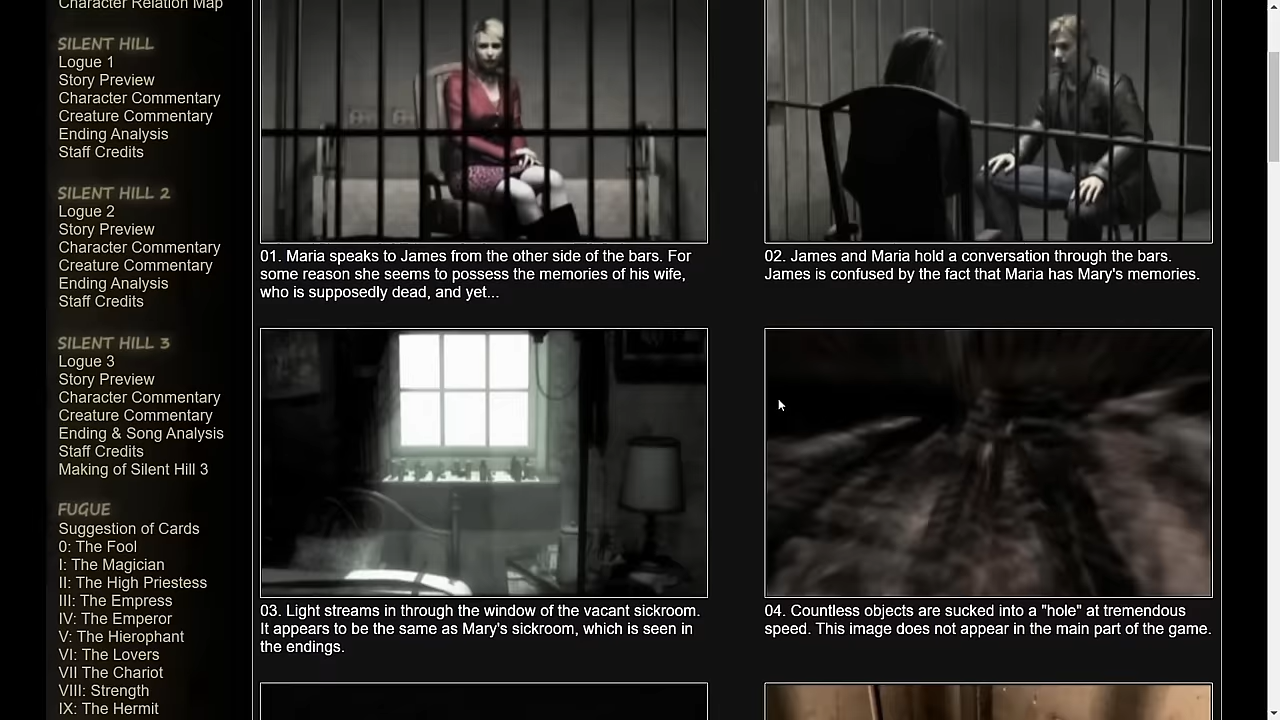 Character Relation Map
SILENT HILL
Logue 1
Story Preview
Character Commentary
Creature Commentary
Ending Analysis
Staff Credits
SILENT HILL 2
Logue 2
Story Preview
Character Commentary
Creature Commentary
Ending Analysis
Staff Credits
SILENT HILL 3
Logue 3
Story Preview
Character Commentary
Creature Commentary
Ending & Song Analysis
Staff Credits
Making of Silent Hill 3
FUGUE
Suggestion of Cards
0: The Fool
I: The Magician
II: The High Priestess
III: The Empress
IV: The Emperor
V: The Hierophant
VI: The Lovers
VII The Chariot
VIII: Strength
IX: The Hermit
01. Maria speaks to James from the other side of the bars. For
some reason she seems to possess the memories of his wife,
who is supposedly dead, and yet...
02. James and Maria hold a conversation through the bars.
James is confused by the fact that Maria has Mary's memories.
03. Light streams in through the window of the vacant sickroom.
It appears to be the same as Mary's sickroom, which is seen in
the endings.
04. Countless objects are sucked into a "hole" at tremendous
speed. This image does not appear in the main part of the game.